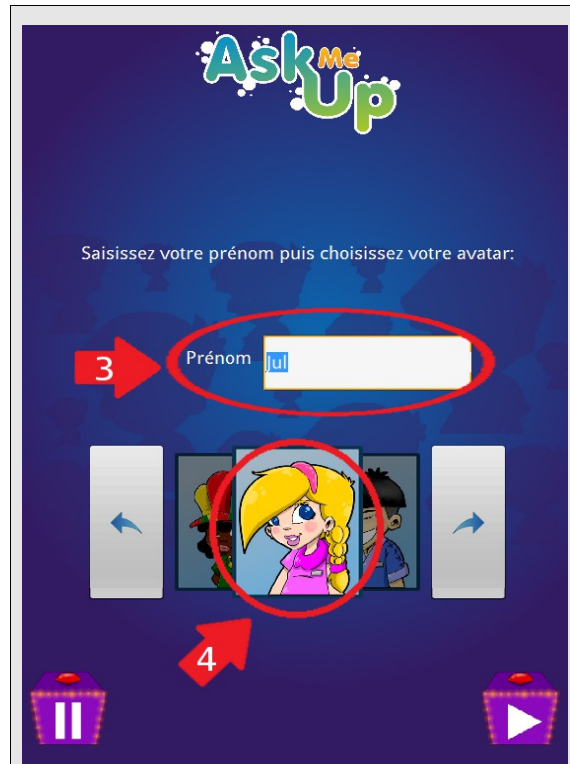 Ask Me
Up
Saisissez votre prénom puis choisissez votre avatar:
3
Prénom
Jul
4